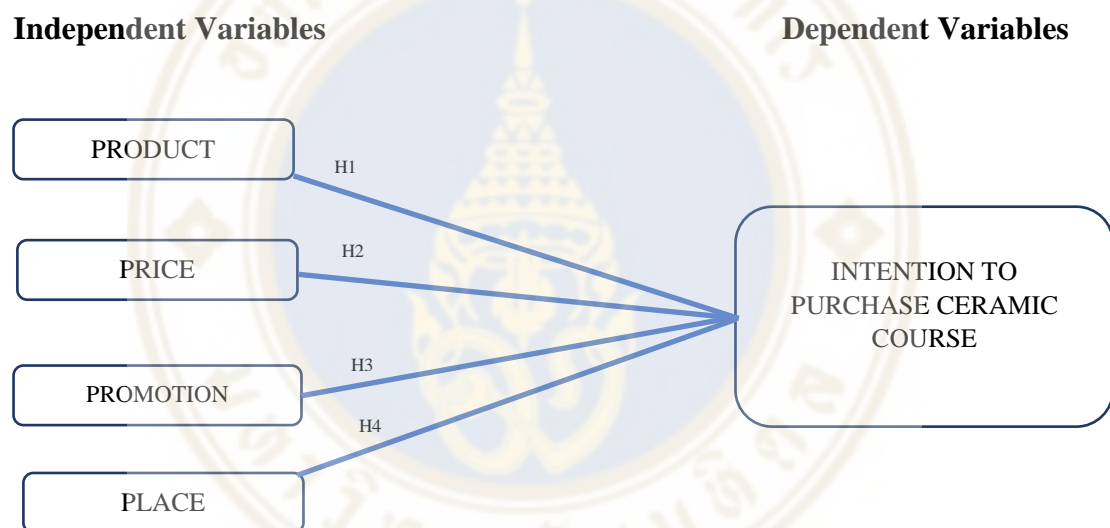 Independent Variables
Dependent Variables
PRODUCT
H1
PRICE
H2
INTENTION TO
PURCHASE CERAMIC
COURSE
PROMOTION
H3
H4
PLACE